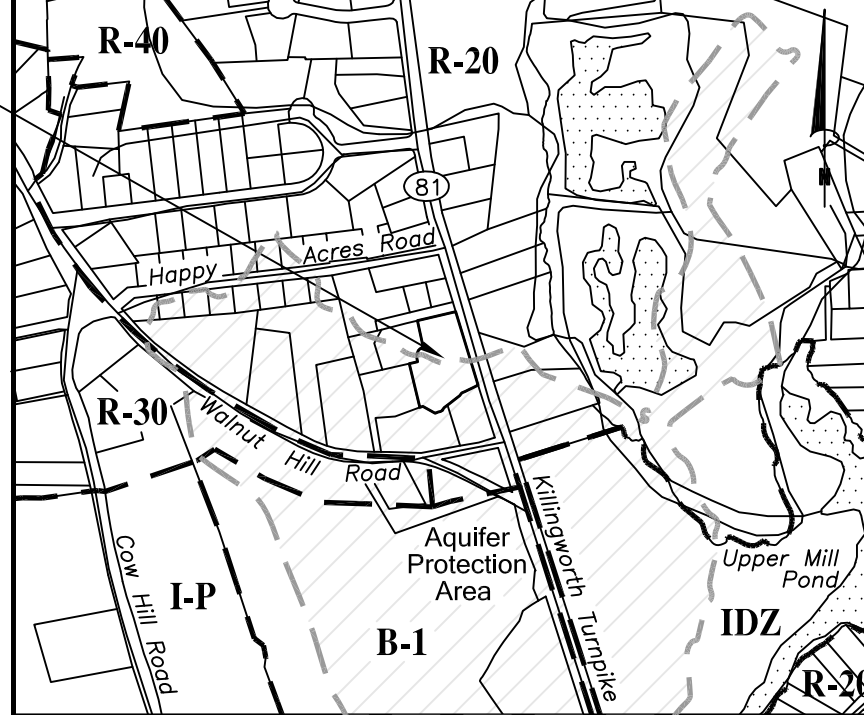 R-40
R-20
81
N
Happy Acres Road
R-30
Walnut Hill Road
Killingworth Turnpike
Aquifer
Protection
Area
Upper Mill
Pond
Cow Hill Road
I-P
B-1
IDZ